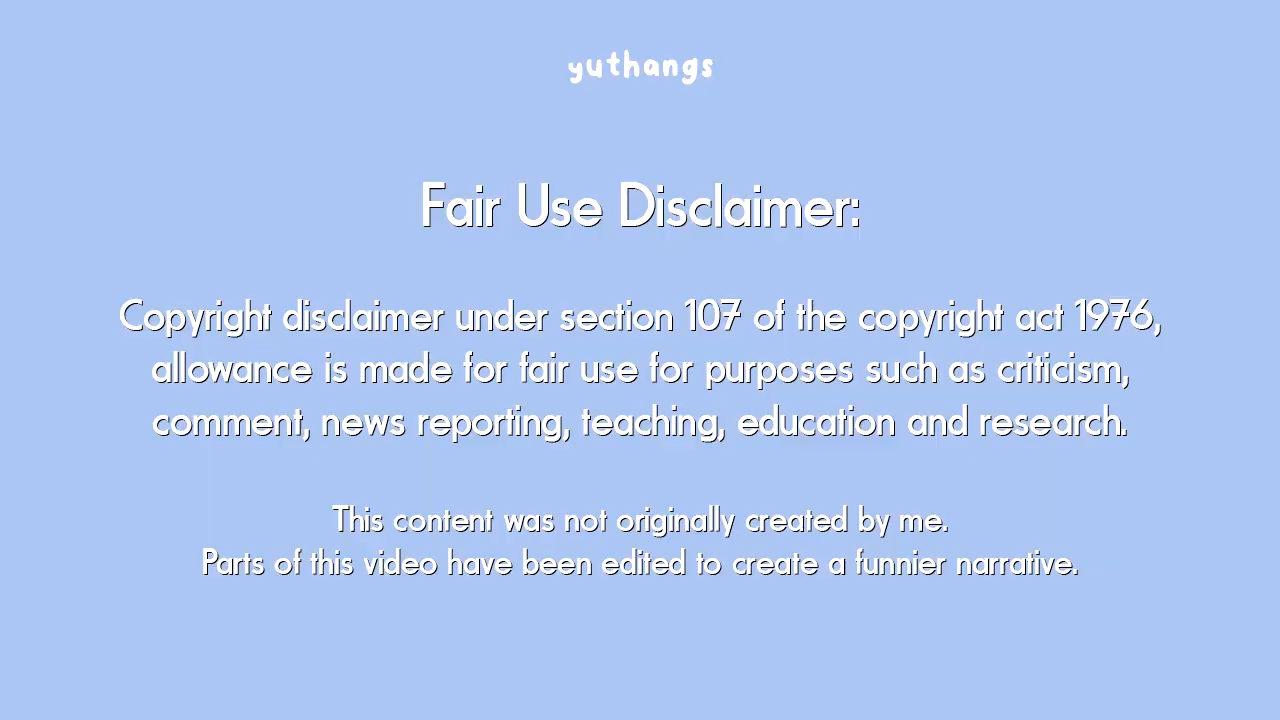 yuthangs
Fair Use Disclaimer:
Copyright disclaimer under section 107 of the copyright act 1976,
allowance is made for fair use for purposes such as criticism,
comment, news reporting, teaching, education and research.
This content was not originally created by me.
Parts of this video have been edited to create a funnier narrative.